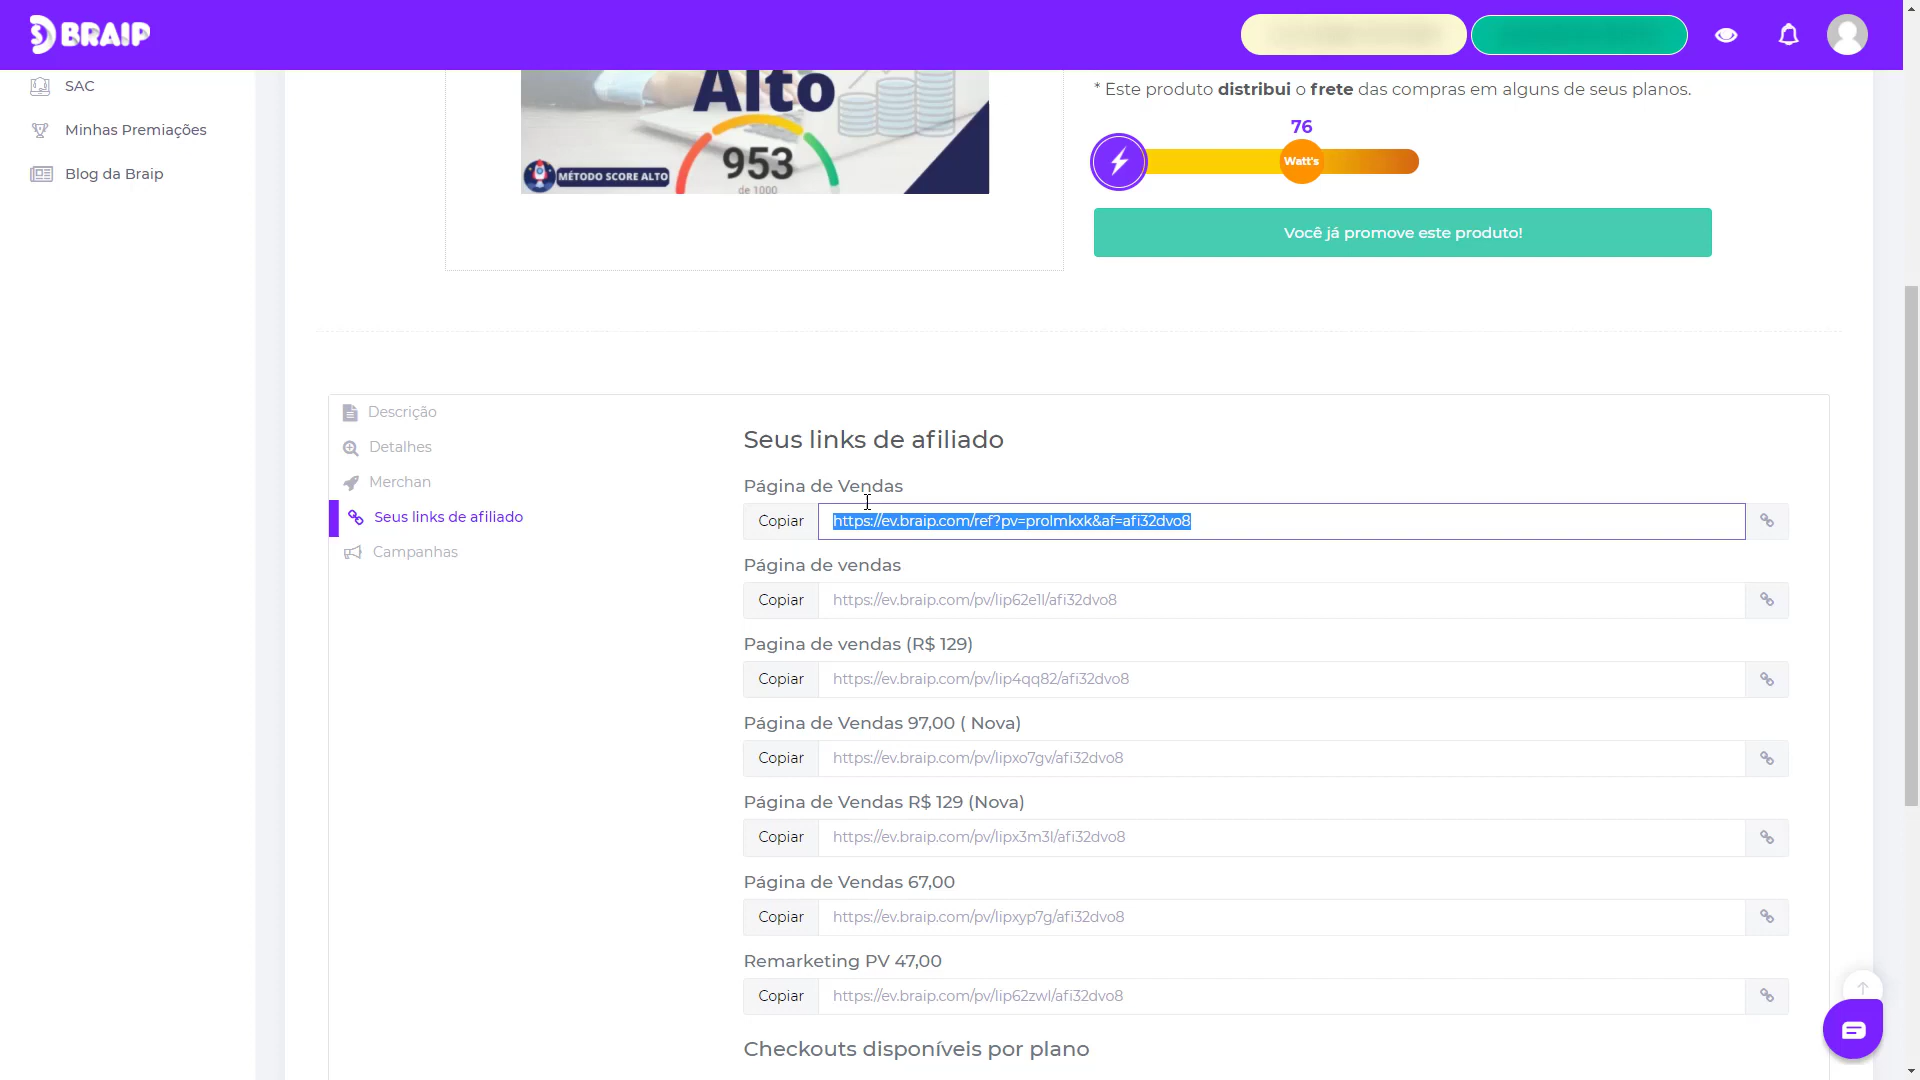 BRAIP
SAC
Minhas Premiações
Blog da Braip
Alto
953
de 1000
MÉTODO SCORE ALTO
* Este produto distribui o frete das compras em alguns de seus planos.
76
Watt's
Você já promove este produto!
Descrição
Detalhes
Merchan
Seus links de afiliado
Campanhas
Seus links de afiliado
Página de Vendas
Copiar https://ev.braip.com/ref?pv=prolmkxk&af=afi32dvo8
Página de vendas
Copiar https://ev.braip.com/pv/lip62e1l/afi32dvo8
Pagina de vendas (R$ 129)
Copiar https://ev.braip.com/pv/lip4qq82/afi32dvo8
Página de Vendas 97,00 ( Nova)
Copiar https://ev.braip.com/pv/lipxo7gv/afi32dvo8
Página de Vendas R$ 129 (Nova)
Copiar https://ev.braip.com/pv/lipx3m3l/afi32dvo8
Página de Vendas 67,00
Copiar https://ev.braip.com/pv/lipxyp7g/afi32dvo8
Remarketing PV 47,00
Copiar https://ev.braip.com/pv/lip62zwl/afi32dvo8
Checkouts disponíveis por plano